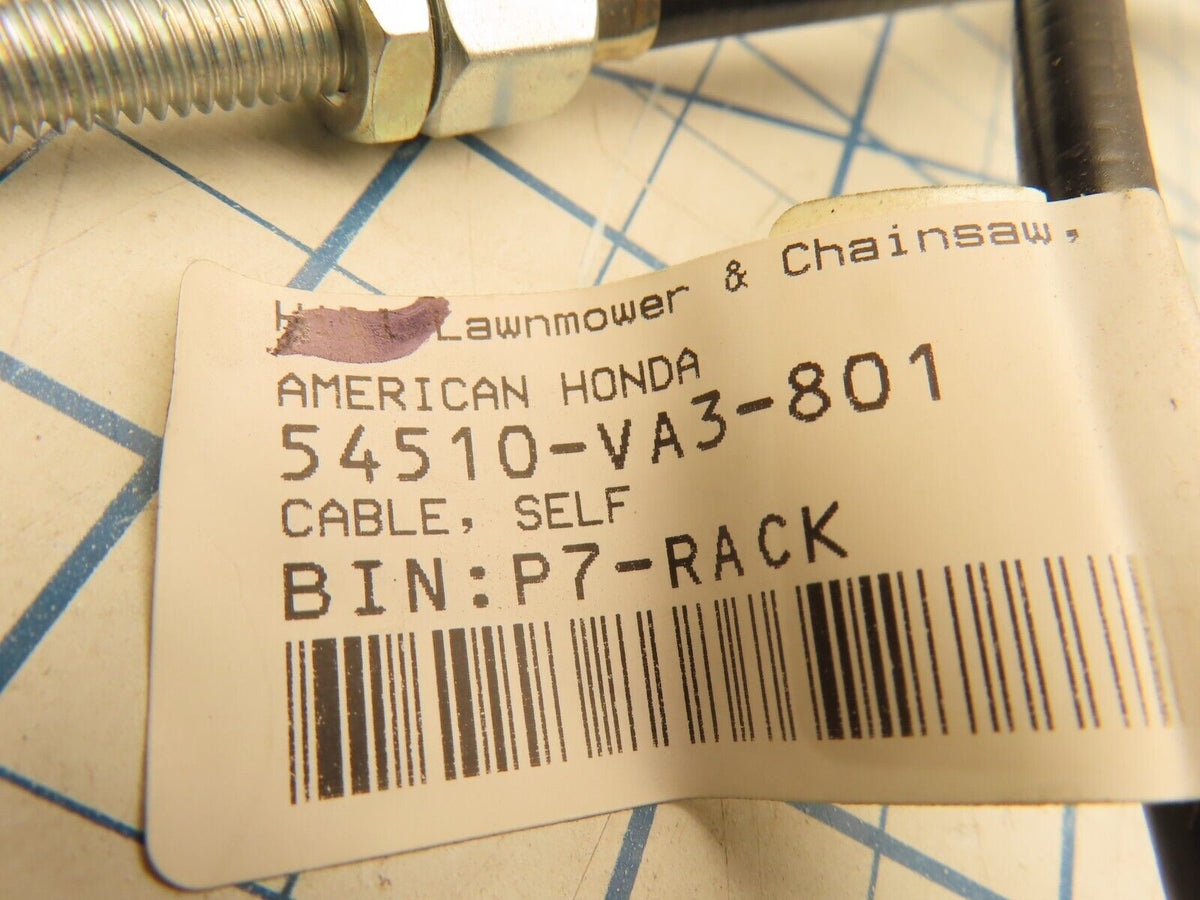 Lawnmower & Chainsaw,
AMERICAN HONDA
54510-VA3-801
CABLE, SELF
BIN:P7-RACK